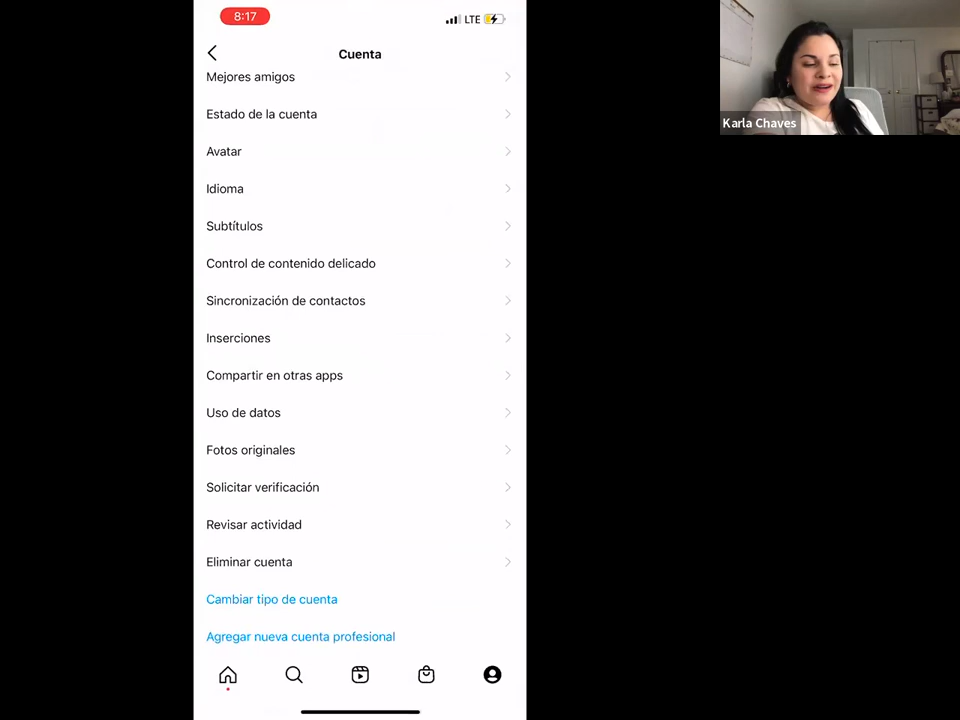 8:17
LTE
Cuenta
Mejores amigos
Estado de la cuenta
Avatar
Idioma
Subtítulos
Control de contenido delicado
Sincronización de contactos
Inserciones
Compartir en otras apps
Uso de datos
Fotos originales
Solicitar verificación
Revisar actividad
Eliminar cuenta
Cambiar tipo de cuenta
Agregar nueva cuenta profesional
Karla Chaves